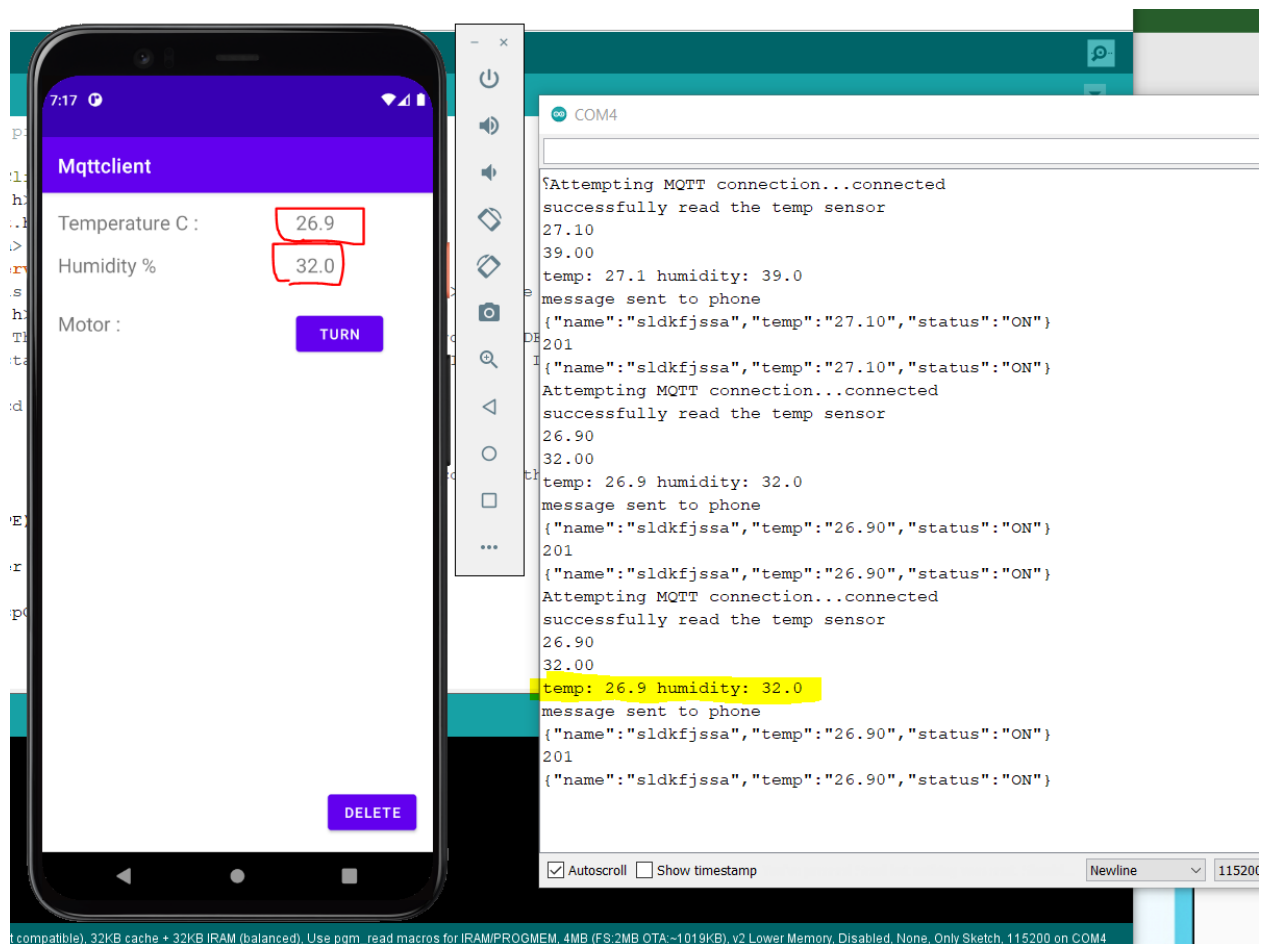 7:17
Mqttclient
Temperature C : 26.9
Humidity % 32.0
Motor : TURN
DELETE
COM4
⸮Attempting MQTT connection...connected
successfully read the temp sensor
27.10
39.00
temp: 27.1 humidity: 39.0
message sent to phone
{"name":"sldkfjssa","temp":"27.10","status":"ON"}
201
{"name":"sldkfjssa","temp":"27.10","status":"ON"}
Attempting MQTT connection...connected
successfully read the temp sensor
26.90
32.00
temp: 26.9 humidity: 32.0
message sent to phone
{"name":"sldkfjssa","temp":"26.90","status":"ON"}
201
{"name":"sldkfjssa","temp":"26.90","status":"ON"}
Attempting MQTT connection...connected
successfully read the temp sensor
26.90
32.00
temp: 26.9 humidity: 32.0
message sent to phone
{"name":"sldkfjssa","temp":"26.90","status":"ON"}
201
{"name":"sldkfjssa","temp":"26.90","status":"ON"}
Autoscroll Show timestamp Newline 115200
t compatible), 32KB cache + 32KB IRAM (balanced), Use pgm_read macros for IRAM/PROGMEM, 4MB (FS:2MB OTA:~1019KB), v2 Lower Memory, Disabled, None, Only Sketch, 115200 on COM4